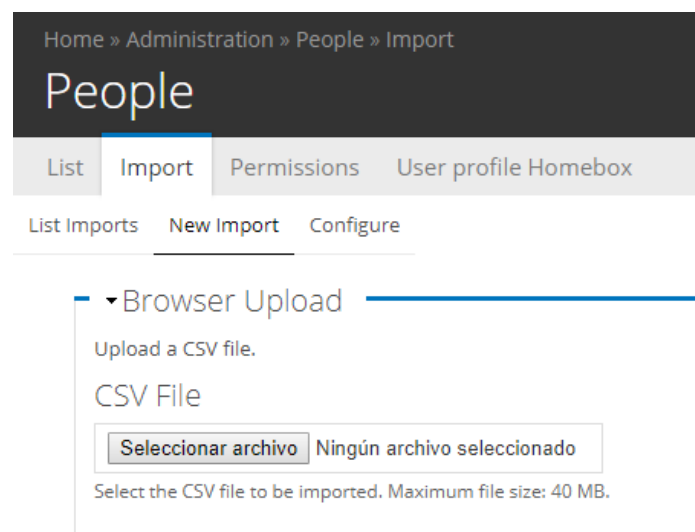 Home » Administration » People » Import
People
List Import Permissions User profile Homebox
List Imports New Import Configure
Browser Upload
Upload a CSV file.
CSV File
Seleccionar archivo Ningún archivo seleccionado
Select the CSV file to be imported. Maximum file size: 40 MB.